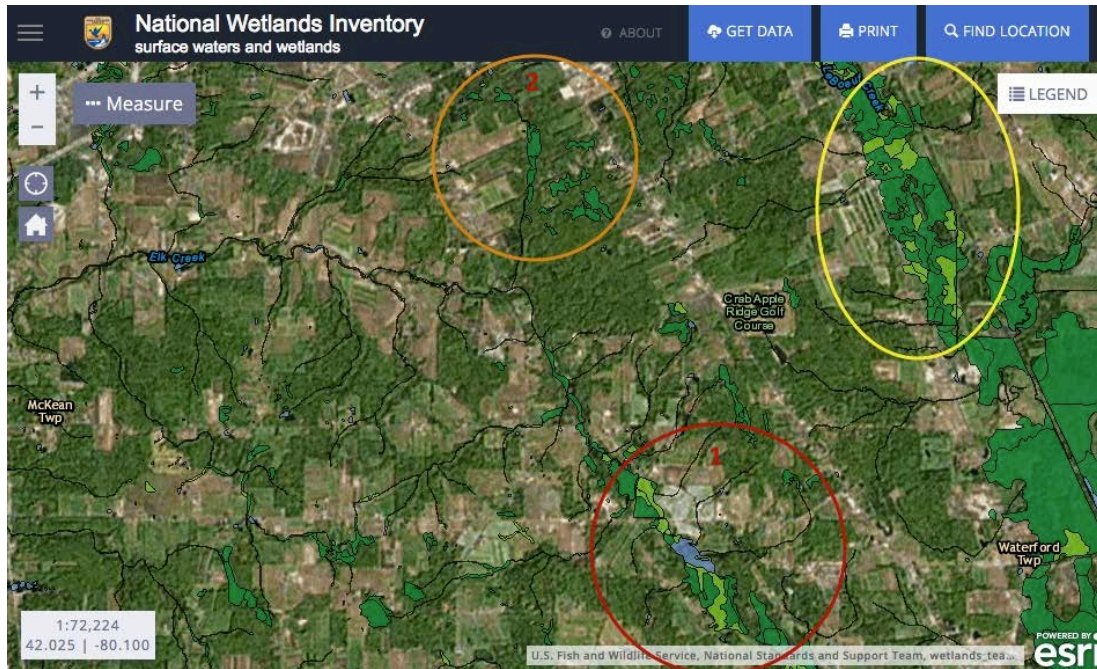 National Wetlands Inventory
surface waters and wetlands
ABOUT
GET DATA
PRINT
FIND LOCATION
+
Measure
−
LEGEND
2
LeBoeuf Creek
Elk Creek
Crab Apple
Ridge Golf
Course
McKean
Twp
1
Waterford
Twp
1:72,224
42.025 | -80.100
U.S. Fish and Wildlife Service, National Standards and Support Team, wetlands_tea...
POWERED BY
esri